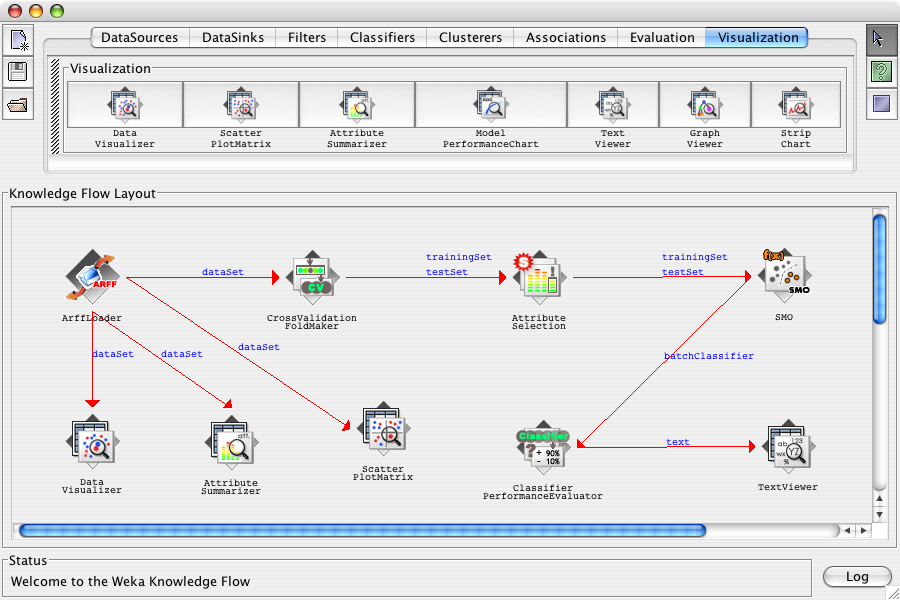 DataSources DataSinks Filters Classifiers Clusterers Associations Evaluation Visualization
Visualization
Data Visualizer
Scatter PlotMatrix
Attribute Summarizer
Model PerformanceChart
Text Viewer
Graph Viewer
Strip Chart
Knowledge Flow Layout
ARFF
ArffLoader
dataSet
CV
CrossValidation
FoldMaker
trainingSet
testSet
Attribute
Selection
trainingSet
testSet
f(x)
SMO
SMO
dataSet
dataSet
dataSet
batchClassifier
Data
Visualizer
att.
Attribute
Summarizer
Scatter
PlotMatrix
Classifier
? + 90%
- 10%
Classifier
PerformanceEvaluator
text
TextViewer
Status
Welcome to the Weka Knowledge Flow
Log